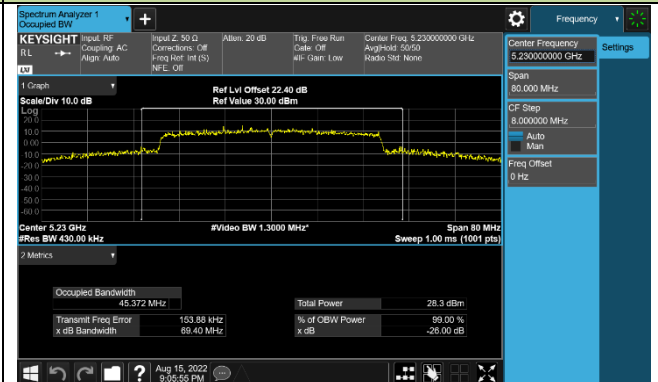 Spectrum Analyzer 1
Occupied BW
Frequency
KEYSIGHT
RL
LXI
Input: RF
Coupling: AC
Align: Auto
Input Z: 50 Ω
Corrections: Off
Freq Ref: Int (S)
NFE: Off
Atten: 20 dB
Trig: Free Run
Gate: Off
#IF Gain: Low
Center Freq: 5.230000000 GHz
Avg|Hold: 50/50
Radio Std: None
Center Frequency
5.230000000 GHz
Settings
Span
80.000 MHz
CF Step
8.000000 MHz
Auto
Man
Freq Offset
0 Hz
1 Graph
Scale/Div 10.0 dB
Ref Lvl Offset 22.40 dB
Ref Value 30.00 dBm
Log
20.0
10.0
0.00
-10.0
-20.0
-30.0
-40.0
-50.0
-60.0
Center 5.23 GHz
#Video BW 1.3000 MHz*
Span 80 MHz
#Res BW 430.00 kHz
Sweep 1.00 ms (1001 pts)
2 Metrics
Occupied Bandwidth
45.372 MHz
Total Power
28.3 dBm
Transmit Freq Error
153.88 kHz
% of OBW Power
99.00 %
x dB Bandwidth
69.40 MHz
x dB
-26.00 dB
?
Aug 15, 2022
9:05:55 PM